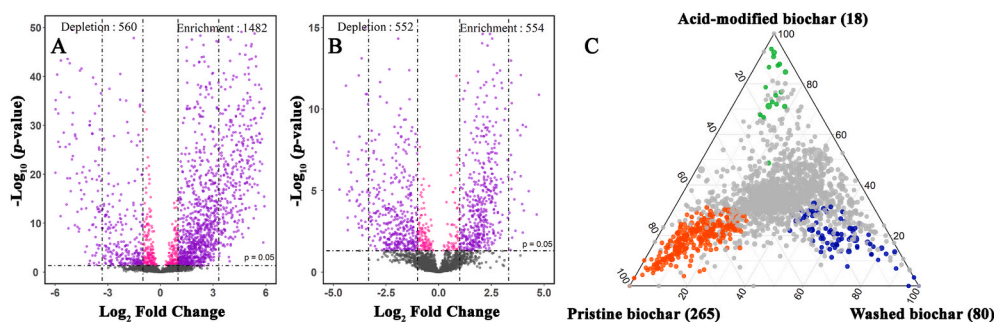 A
Depletion : 560
Enrichment : 1482
50
40
30
20
10
0
-Log10 (p-value)
p = 0.05
-6
-3
0
3
6
Log2 Fold Change
B
Depletion : 552
Enrichment : 554
15
10
5
0
p = 0.05
-5.0
-2.5
0.0
2.5
5.0
Log2 Fold Change
C
Acid-modified biochar (18)
100
20
80
40
60
60
40
80
20
100
20
40
60
80
100
Pristine biochar (265)
Washed biochar (80)